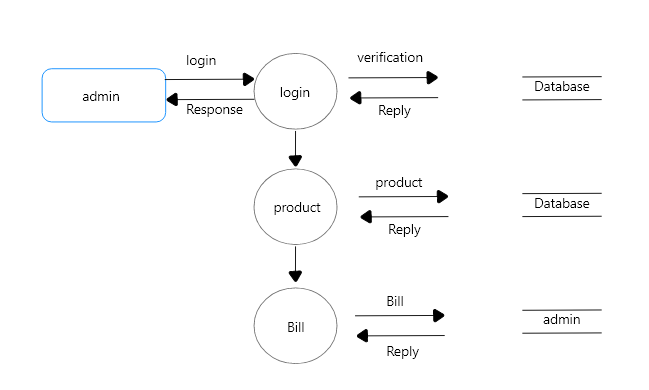 login
verification
admin
Response
login
Reply
Database
product
product
Reply
Database
Bill
Bill
Reply
admin